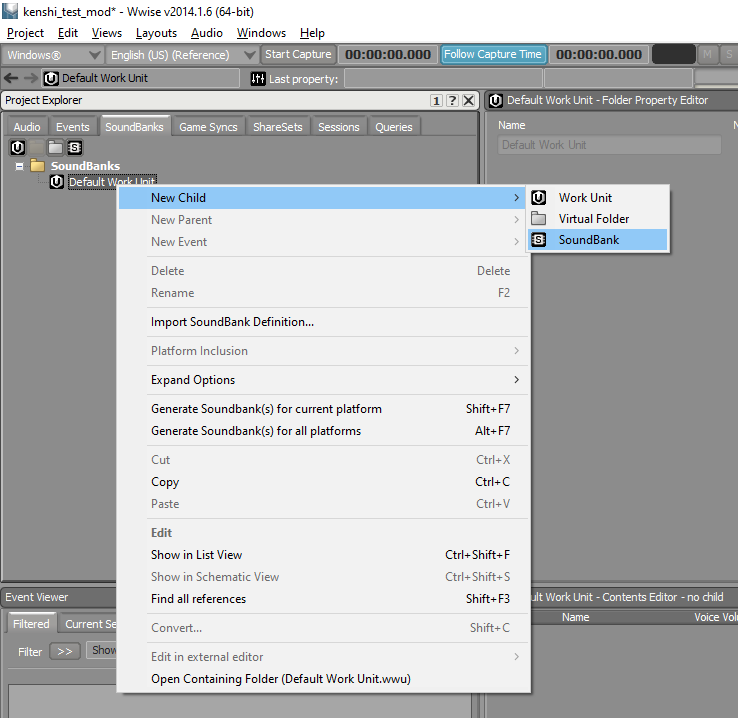 kenshi_test_mod* - Wwise v2014.1.6 (64-bit)
Project Edit Views Layouts Audio Windows Help
Windows® English (US) (Reference) Start Capture 00:00:00.000 Follow Capture Time 00:00:00.000 M S
Default Work Unit Last property:
Project Explorer 1 ? X Default Work Unit - Folder Property Editor
Audio Events SoundBanks Game Syncs ShareSets Sessions Queries
Name
Default Work Unit
SoundBanks
Default Work Unit
New Child
New Parent
New Event
Work Unit
Virtual Folder
SoundBank
Delete Delete
Rename F2
Import SoundBank Definition...
Platform Inclusion
Expand Options
Generate Soundbank(s) for current platform Shift+F7
Generate Soundbank(s) for all platforms Alt+F7
Cut Ctrl+X
Copy Ctrl+C
Paste Ctrl+V
Edit
Show in List View Ctrl+Shift+F
Show in Schematic View Ctrl+Shift+S
Find all references Shift+F3
Convert... Shift+C
Edit in external editor
Open Containing Folder (Default Work Unit.wwu)
Event Viewer
Filtered Current Se
Filter >> Show
Work Unit - Contents Editor - no child
Name Voice Vol